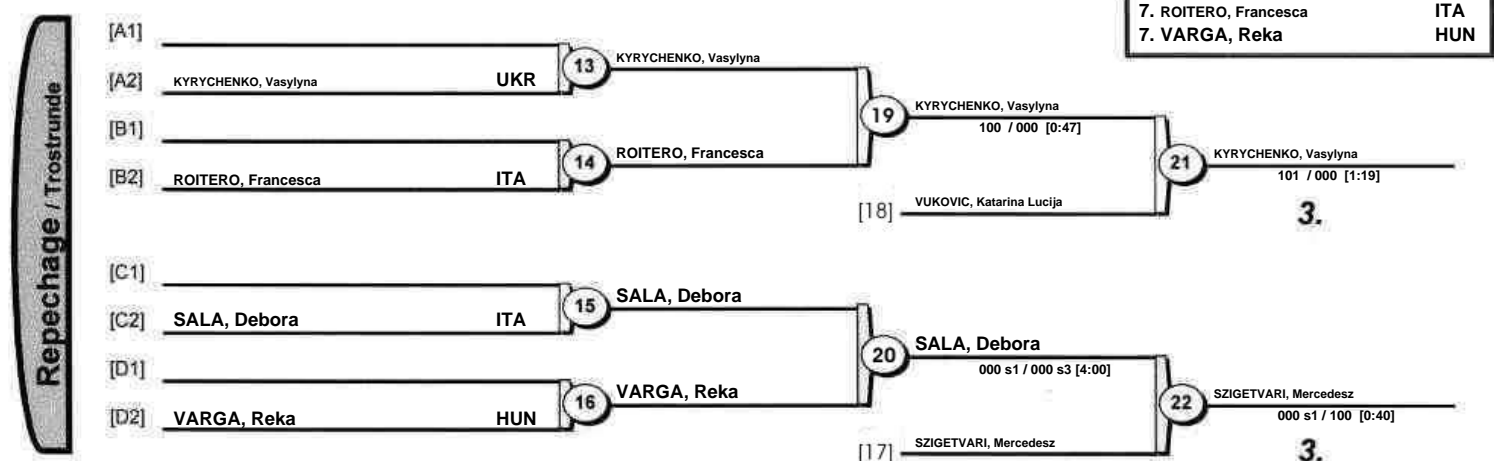 7. ROITERO, Francesca ITA
7. VARGA, Reka HUN
Repechage / Trostrunde
[A1]
[A2] KYRYCHENKO, Vasylyna UKR
13 KYRYCHENKO, Vasylyna
[B1]
[B2] ROITERO, Francesca ITA
14 ROITERO, Francesca
19 KYRYCHENKO, Vasylyna
100 / 000 [0:47]
[18] VUKOVIC, Katarina Lucija
21 KYRYCHENKO, Vasylyna
101 / 000 [1:19]
3.
[C1]
[C2] SALA, Debora ITA
15 SALA, Debora
[D1]
[D2] VARGA, Reka HUN
16 VARGA, Reka
20 SALA, Debora
000 s1 / 000 s3 [4:00]
[17] SZIGETVARI, Mercedesz
22 SZIGETVARI, Mercedesz
000 s1 / 100 [0:40]
3.